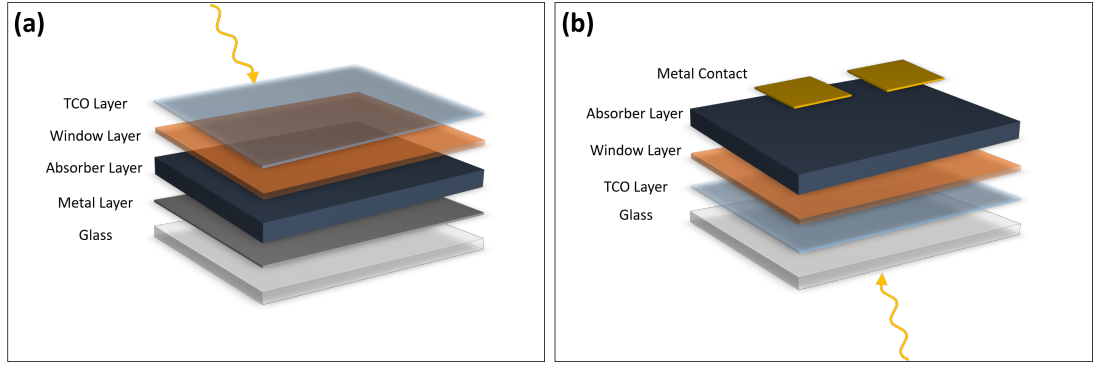 (a)
TCO Layer
Window Layer
Absorber Layer
Metal Layer
Glass
(b)
Metal Contact
Absorber Layer
Window Layer
TCO Layer
Glass